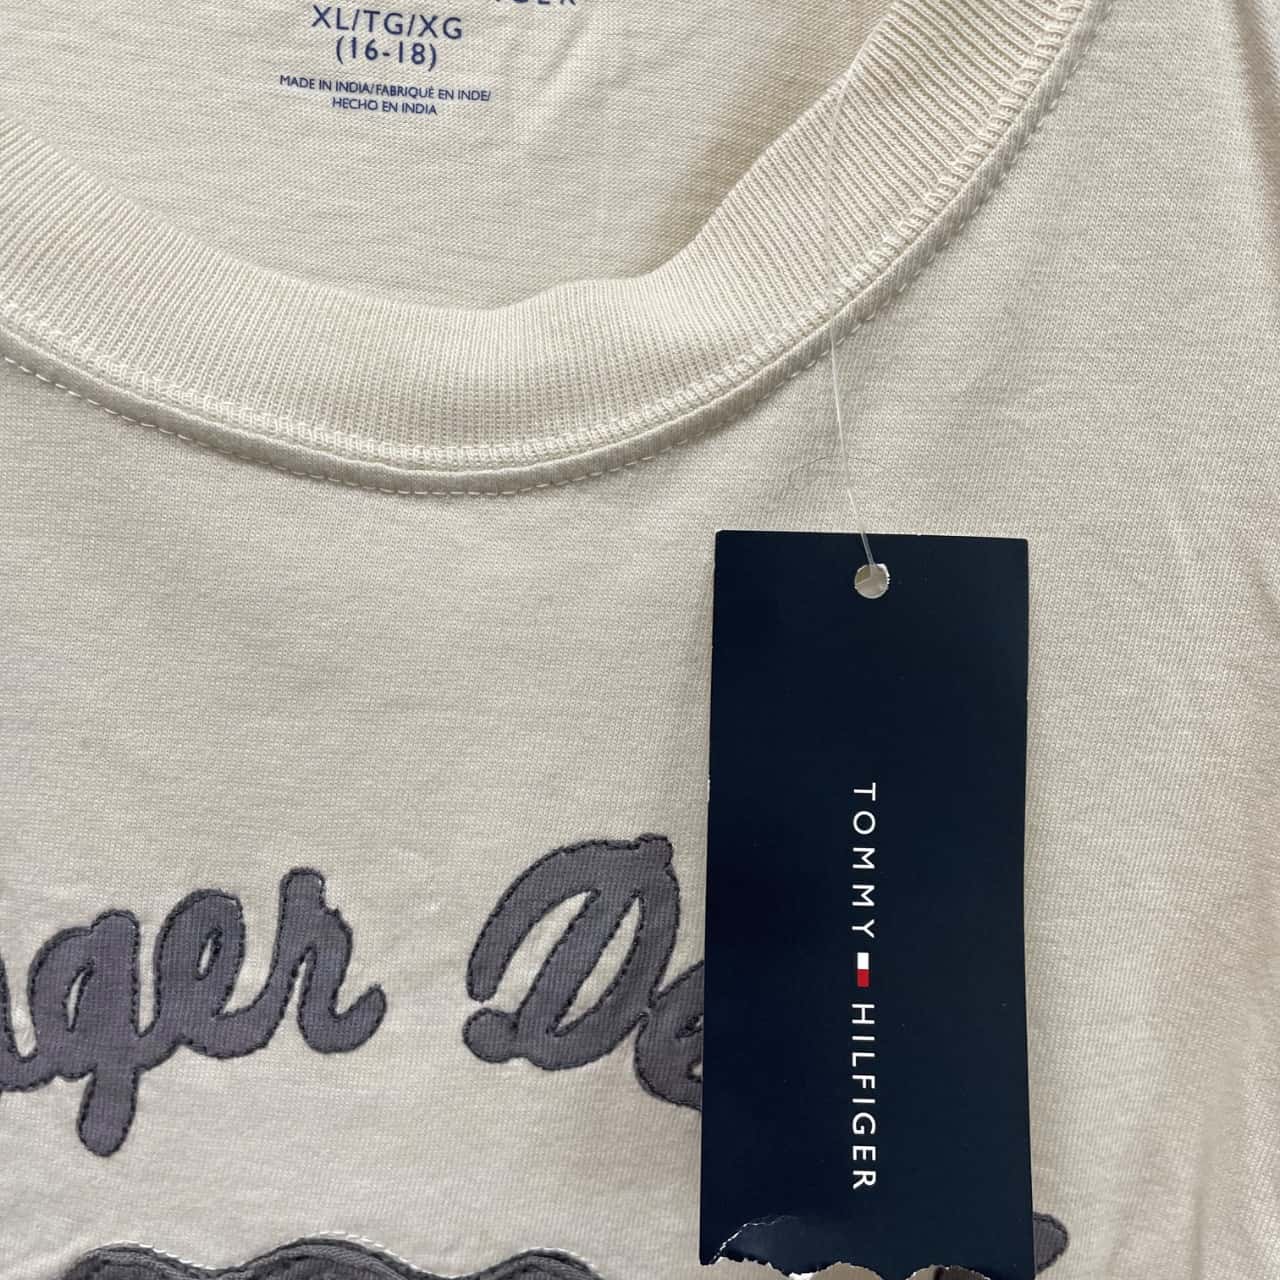 XL/TG/XG
(16-18)
MADE IN INDIA/FABRIQUÉ EN INDE/
HECHO EN INDIA
TOMMY HILFIGER